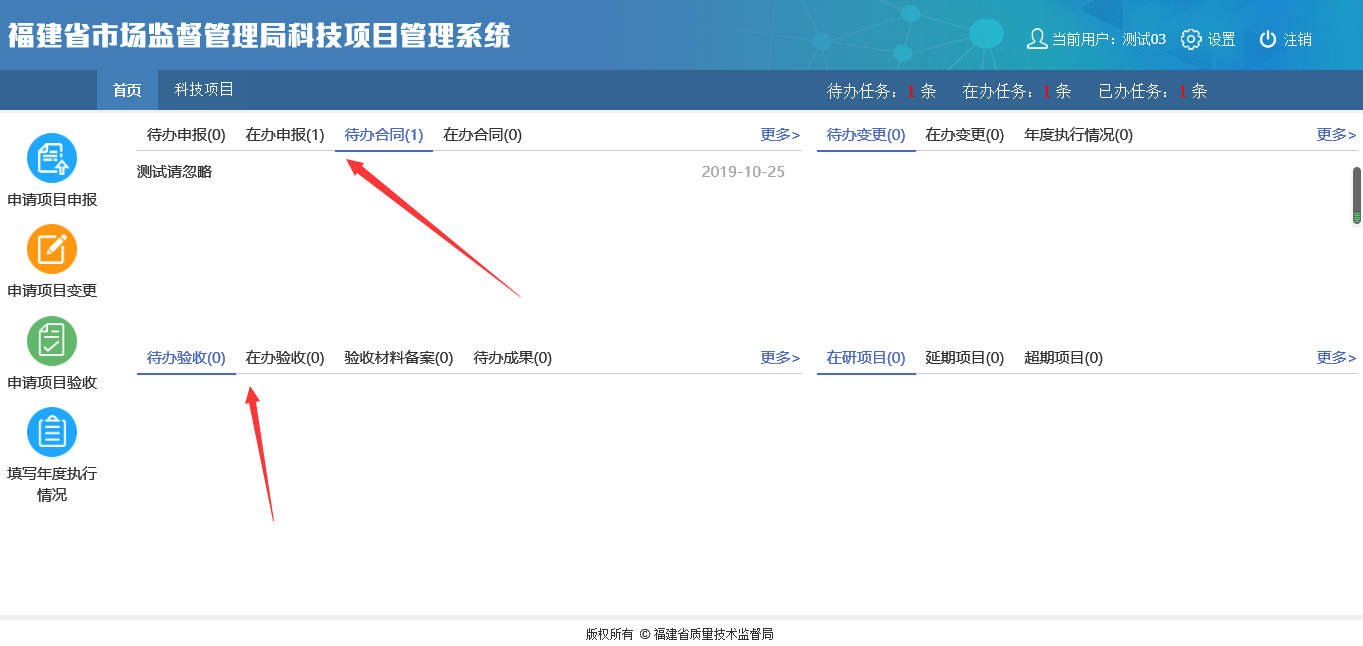 福建省市场监督管理局科技项目管理系统
当前用户：测试03 设置 注销
首页 科技项目 待办任务：1 条 在办任务：1 条 已办任务：1 条
待办申报(0) 在办申报(1) 待办合同(1) 在办合同(0) 更多>
测试请忽略 2019-10-25
待办变更(0) 在办变更(0) 年度执行情况(0) 更多>
申请项目申报
申请项目变更
申请项目验收
填写年度执行
情况
待办验收(0) 在办验收(0) 验收材料备案(0) 待办成果(0) 更多>
在研项目(0) 延期项目(0) 超期项目(0) 更多>
版权所有 © 福建省质量技术监督局